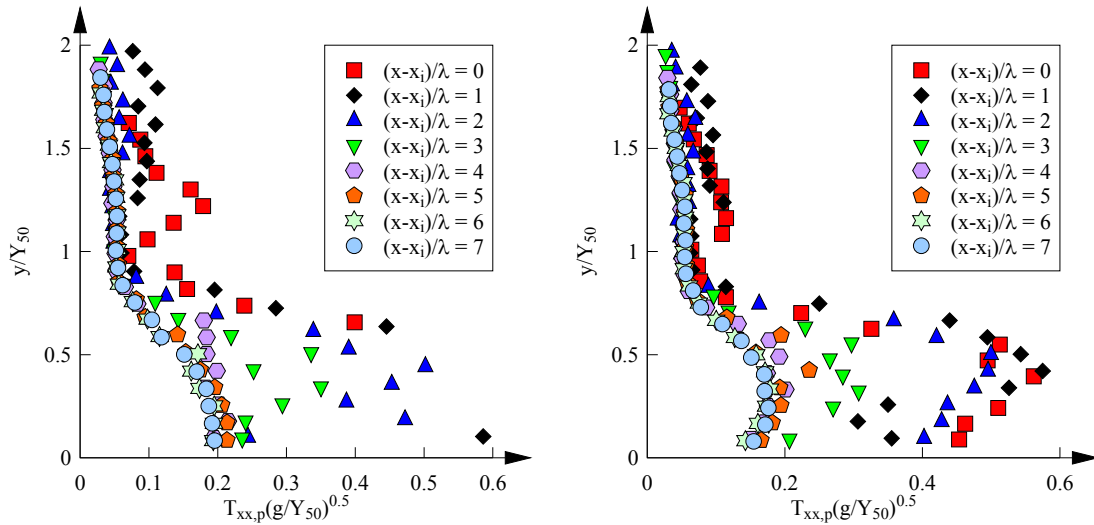 2
1.5
1
0.5
0
y/Y50
0 0.1 0.2 0.3 0.4 0.5 0.6
Txx,p(g/Y50)^0.5
(x-xi)/λ = 0
(x-xi)/λ = 1
(x-xi)/λ = 2
(x-xi)/λ = 3
(x-xi)/λ = 4
(x-xi)/λ = 5
(x-xi)/λ = 6
(x-xi)/λ = 7
2
1.5
1
0.5
0
y/Y50
0 0.2 0.4 0.6
Txx,p(g/Y50)^0.5
(x-xi)/λ = 0
(x-xi)/λ = 1
(x-xi)/λ = 2
(x-xi)/λ = 3
(x-xi)/λ = 4
(x-xi)/λ = 5
(x-xi)/λ = 6
(x-xi)/λ = 7